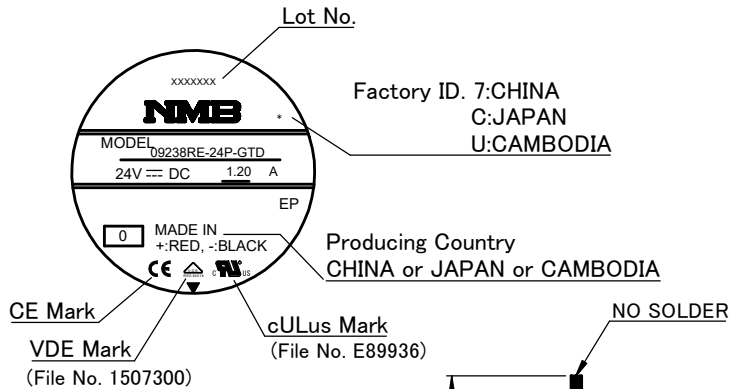 Lot No.
XXXXXXX
NMB
*
Factory ID. 7:CHINA
C:JAPAN
U:CAMBODIA
MODEL 09238RE-24P-GTD
24V DC 1.20 A
EP
0
MADE IN
+:RED, -:BLACK
CE
c US
Producing Country
CHINA or JAPAN or CAMBODIA
CE Mark
VDE Mark
(File No. 1507300)
cULus Mark
(File No. E89936)
NO SOLDER